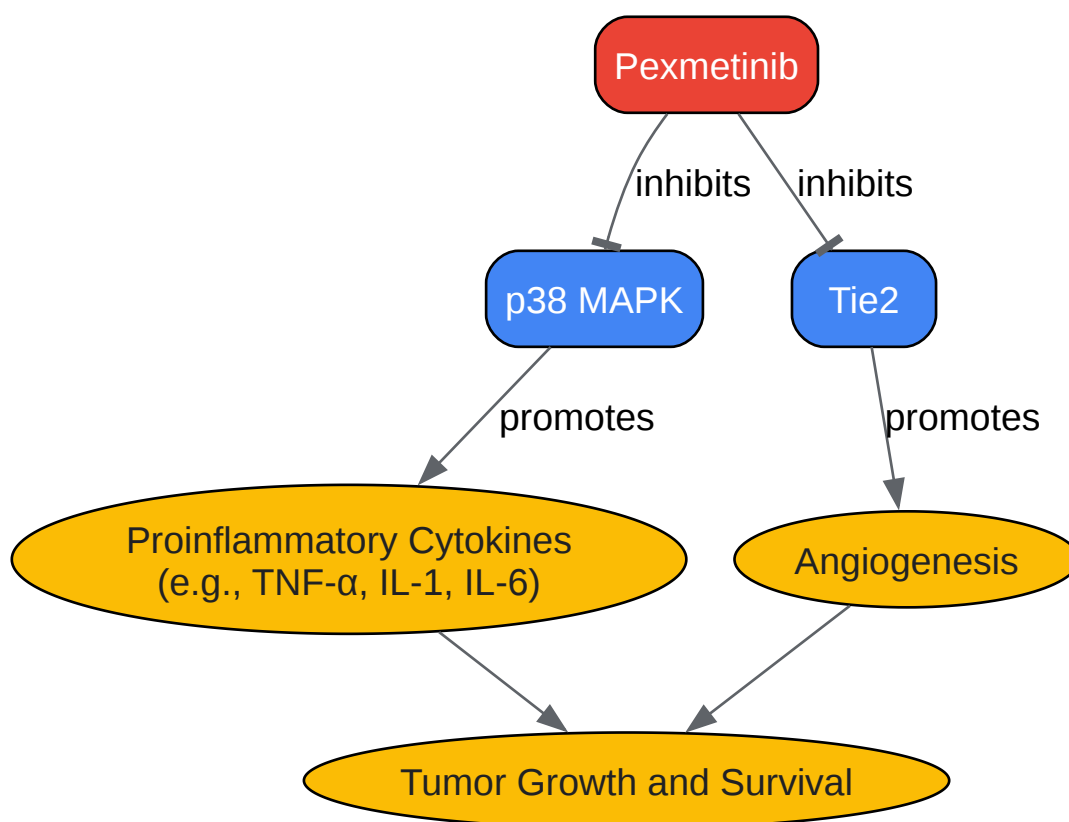 Pexmetinib
inhibits
inhibits
p38 MAPK
Tie2
promotes
promotes
Proinflammatory Cytokines
(e.g., TNF-α, IL-1, IL-6)
Angiogenesis
Tumor Growth and Survival